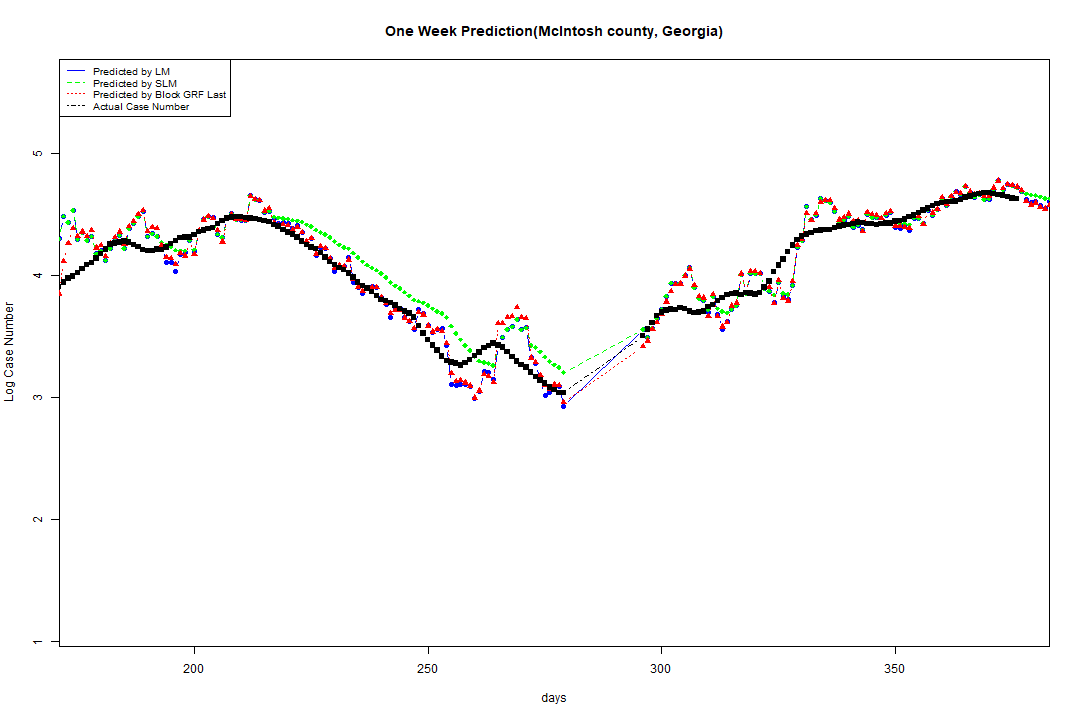 One Week Prediction(McIntosh county, Georgia)
Predicted by LM
Predicted by SLM
Predicted by Block GRF Last
Actual Case Number
5
4
3
2
1
Log Case Number
200 250 300 350
days